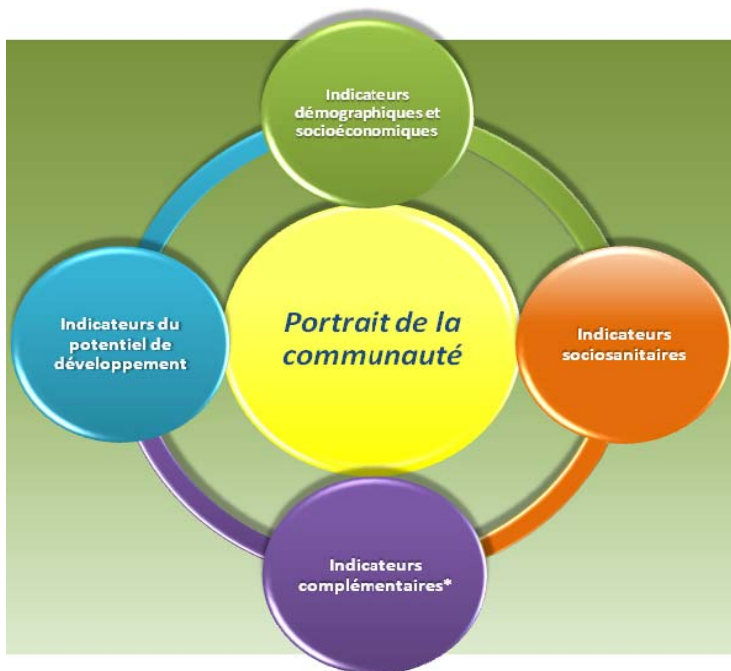 Indicateurs
démographiques et
socioéconomiques
Indicateurs du
potentiel de
développement
Portrait de la
communauté
Indicateurs
sociosanitaires
Indicateurs
complémentaires*